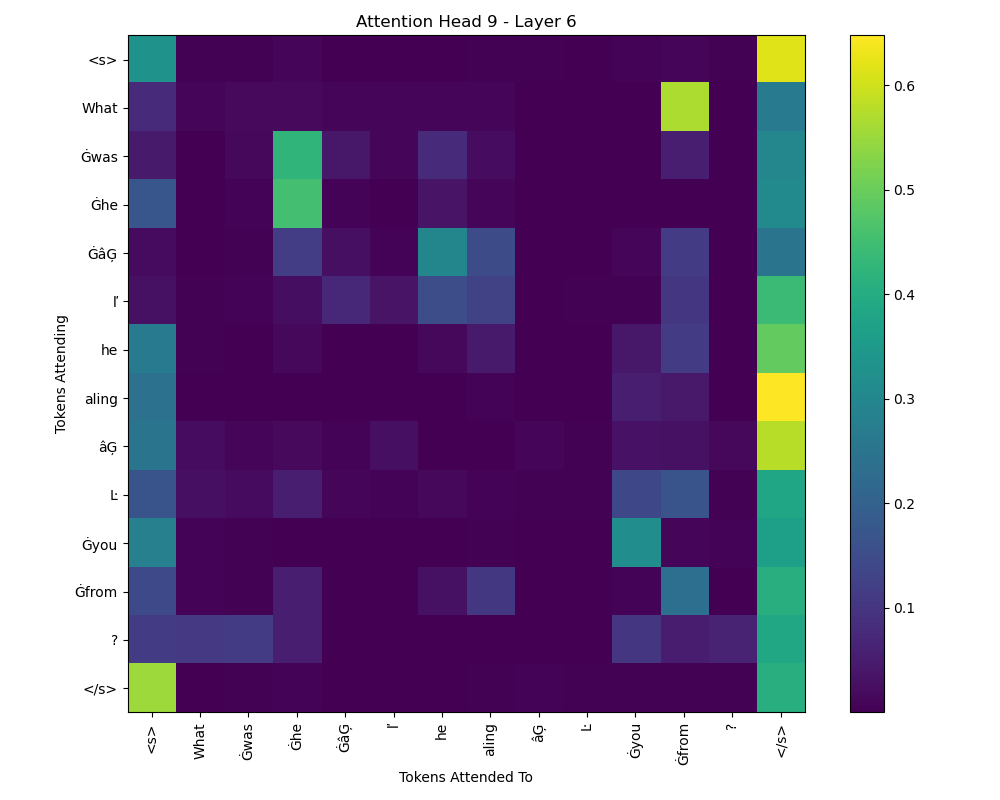 Attention Head 9 - Layer 6
Tokens Attending
<s>
What
Ġwas
Ġhe
ĠâĢ
ľ
he
aling
âĢ
Ŀ
Ġyou
Ġfrom
?
</s>
<s>
What
Ġwas
Ġhe
ĠâĢ
ľ
he
aling
âĢ
Ŀ
Ġyou
Ġfrom
?
</s>
Tokens Attended To
0.6
0.5
0.4
0.3
0.2
0.1